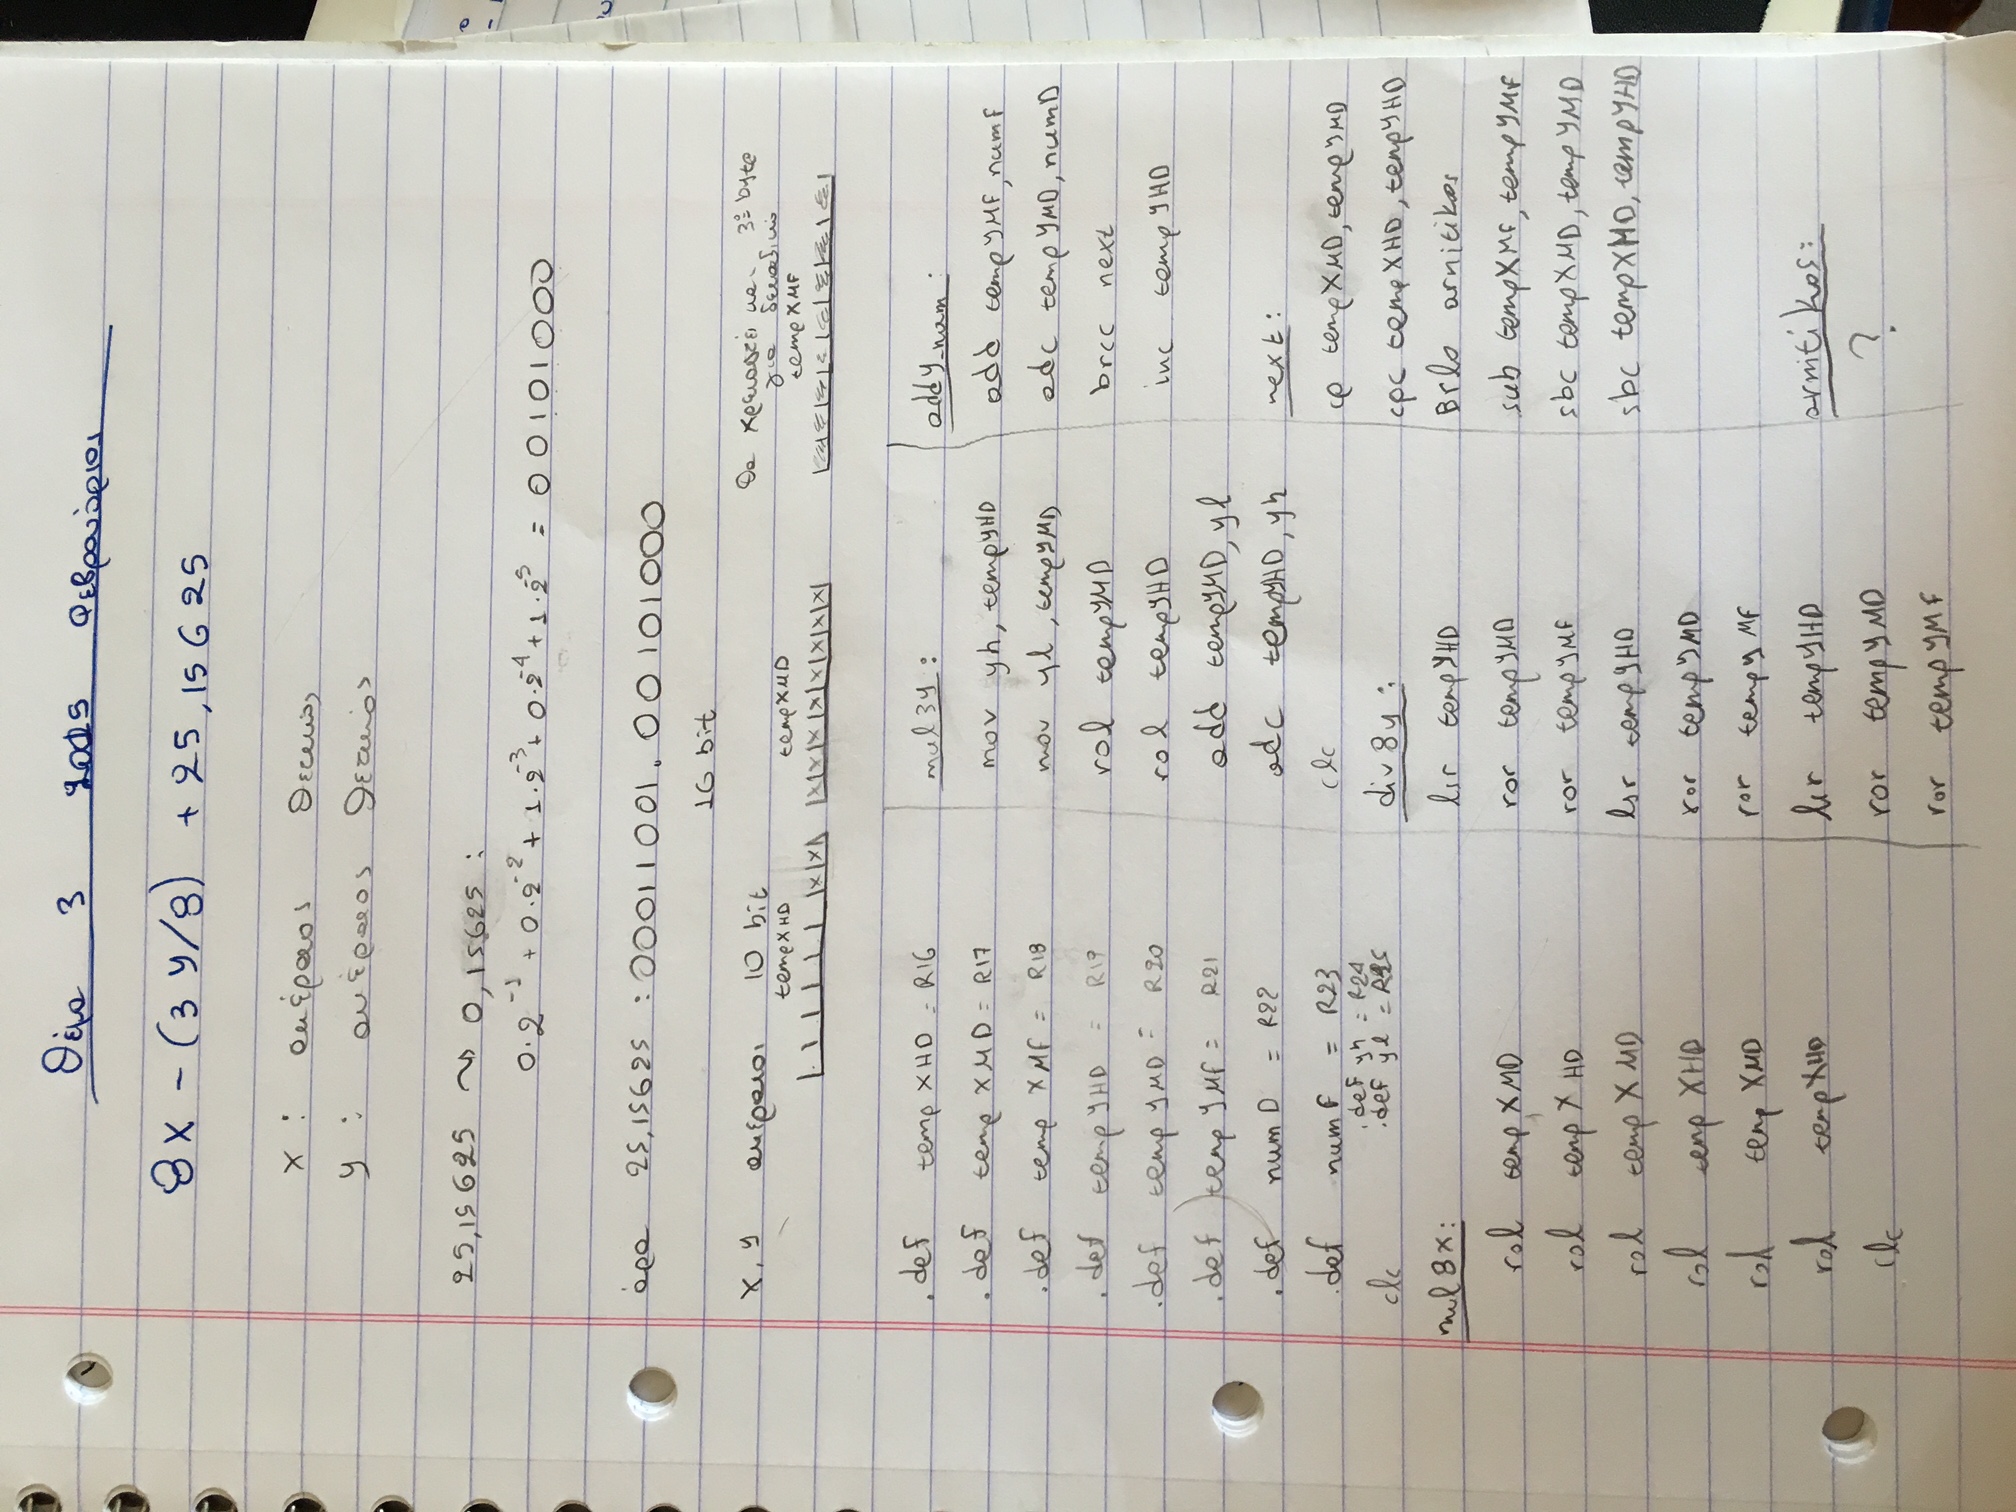 Θέμα 3 2015 Φεβρουάριος
8x - (3y/8) + 25,15625
x : ακέραιος θετικός
y : ακέραιος θετικός
25,15625 ~> 0,15625 :
0·2^-1 + 0·2^-2 + 1·2^-3 + 0·2^-4 + 1·2^-5 = 00101000
άρα 25,15625 : 00011001.00101000
16 bit
x, y ακέραιοι 10 bit
θα χρειαστεί και 3ο byte
για δεκαδικό
tempXHD tempXMD tempXMF
.def tempXHD = R16
.def tempXMD = R17
.def tempXMF = R18
.def tempYHD = R19
.def tempYMD = R20
.def tempYMF = R21
.def numD = R22
.def numF = R23
.def yh = R24
.def yl = R25
clc
mul8x:
rol tempXMD
rol tempXHD
rol tempXMD
rol tempXHD
rol tempXMD
rol tempXHD
clc
mul3y:
mov yh, tempYHD
mov yl, tempYMD
rol tempYMD
rol tempYHD
add tempYMD, yl
adc tempYHD, yh
clc
div8y:
lsr tempYHD
ror tempYMD
ror tempYMF
lsr tempYHD
ror tempYMD
ror tempYMF
lsr tempYHD
ror tempYMD
ror tempYMF
addy_num:
add tempYMF, numF
adc tempYMD, numD
brcc next
inc tempYHD
next:
cp tempXMD, tempYMD
cpc tempXHD, tempYHD
Brlo arnitikos
sub tempXMF, tempYMF
sbc tempXMD, tempYMD
sbc tempXHD, tempYHD
arnitikos:
?